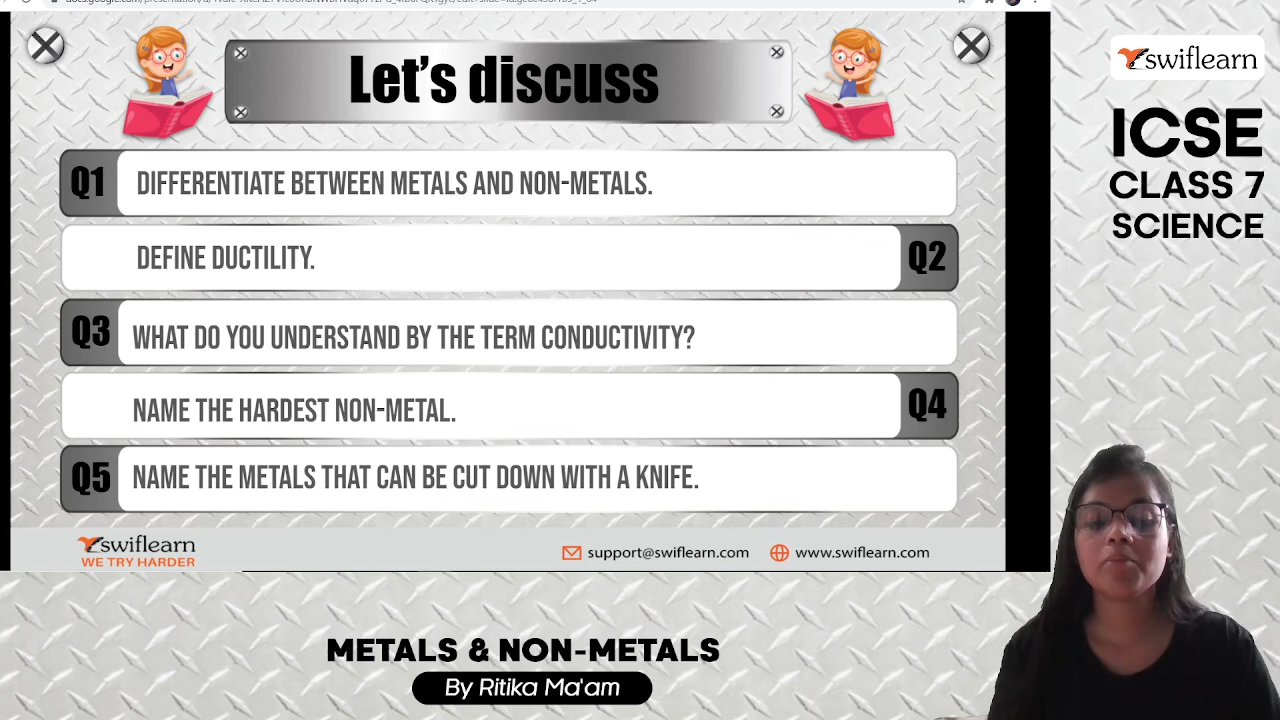 Let's discuss
Q1 DIFFERENTIATE BETWEEN METALS AND NON-METALS.
DEFINE DUCTILITY. Q2
Q3 WHAT DO YOU UNDERSTAND BY THE TERM CONDUCTIVITY?
NAME THE HARDEST NON-METAL. Q4
Q5 NAME THE METALS THAT CAN BE CUT DOWN WITH A KNIFE.
swiflearn
WE TRY HARDER
support@swiflearn.com
www.swiflearn.com
swiflearn
ICSE
CLASS 7
SCIENCE
METALS & NON-METALS
By Ritika Ma'am